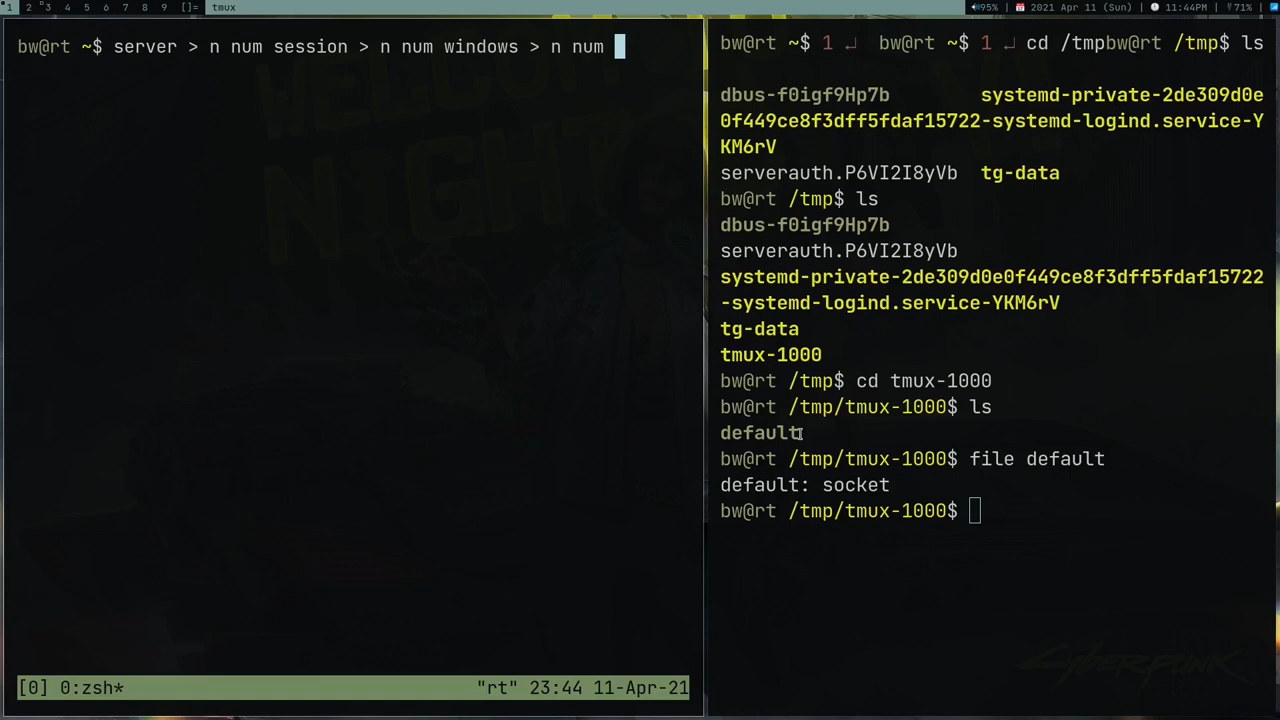 1 2 3 4 5 6 7 8 9 []= tmux 95% | 2021 Apr 11 (Sun) | 11:44PM | 71% |
bw@rt ~$ server > n num session > n num windows > n num
[0] 0:zsh* "rt" 23:44 11-Apr-21
bw@rt ~$ 1 ↵ bw@rt ~$ 1 ↵ cd /tmpbw@rt /tmp$ ls
dbus-f0igf9Hp7b systemd-private-2de309d0e
0f449ce8f3dff5fdaf15722-systemd-logind.service-Y
KM6rV
serverauth.P6VI2I8yVb tg-data
bw@rt /tmp$ ls
dbus-f0igf9Hp7b
serverauth.P6VI2I8yVb
systemd-private-2de309d0e0f449ce8f3dff5fdaf15722
-systemd-logind.service-YKM6rV
tg-data
tmux-1000
bw@rt /tmp$ cd tmux-1000
bw@rt /tmp/tmux-1000$ ls
default
bw@rt /tmp/tmux-1000$ file default
default: socket
bw@rt /tmp/tmux-1000$
WELCOME
NIGHT
CYBERPUNK